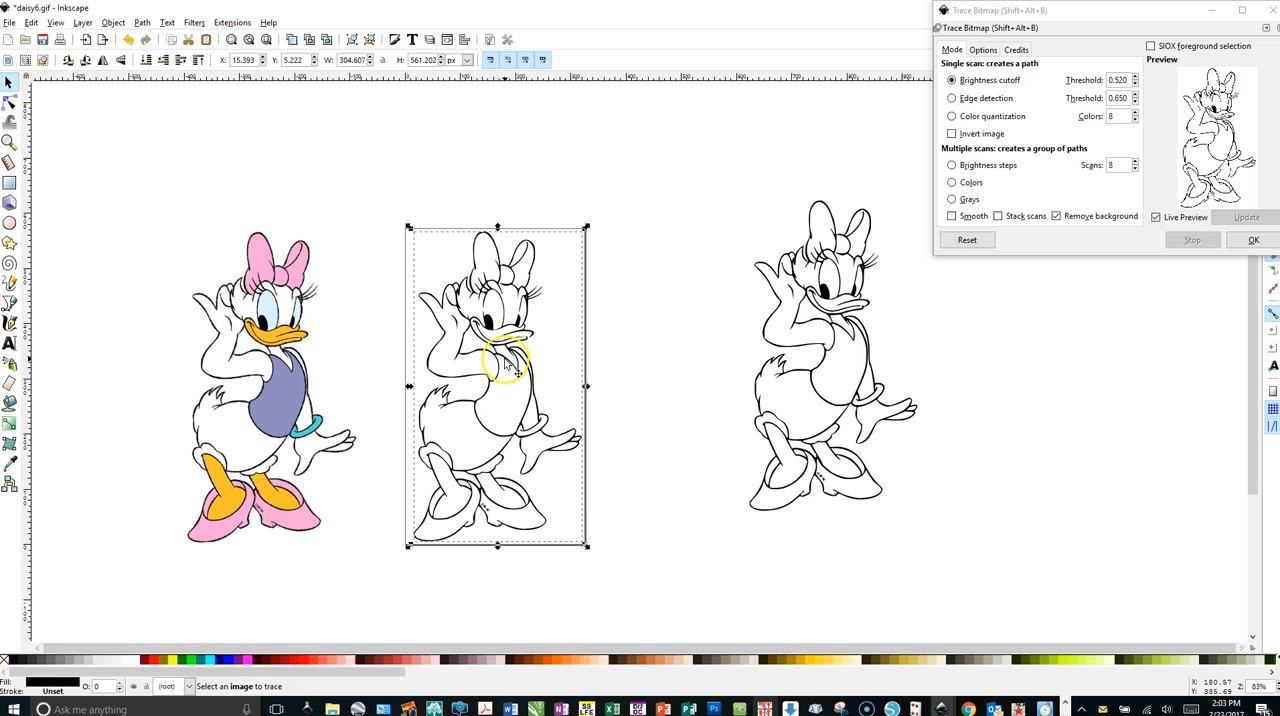 *daisy6.gif - Inkscape
File Edit View Layer Object Path Text Filters Extensions Help
X: 15.393 Y: 5.222 W: 304.607 H: 561.202 px
Trace Bitmap (Shift+Alt+B)
Trace Bitmap (Shift+Alt+B)
Mode Options Credits
SIOX foreground selection
Single scan: creates a path
Preview
Brightness cutoff Threshold: 0.520
Edge detection Threshold: 0.650
Color quantization Colors: 8
Invert image
Multiple scans: creates a group of paths
Brightness steps Scans: 8
Colors
Grays
Smooth Stack scans Remove background
Live Preview Update
Reset Stop OK
Fill:
Stroke: Unset
O: 0
(root)
Select an image to trace
X: 180.57
Y: 335.69
Z: 83%
Ask me anything
2:03 PM